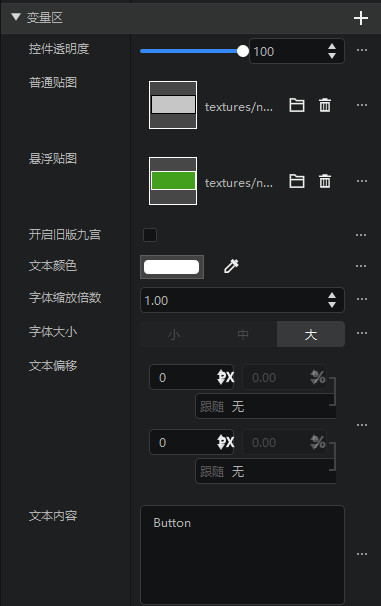 变量区
控件透明度 100
普通贴图
textures/n...
悬浮贴图
textures/n...
开启旧版九宫
文本颜色
字体缩放倍数 1.00
字体大小 小 中 大
文本偏移
0 PX 0.00 %
跟随 无
0 PX 0.00 %
跟随 无
文本内容
Button